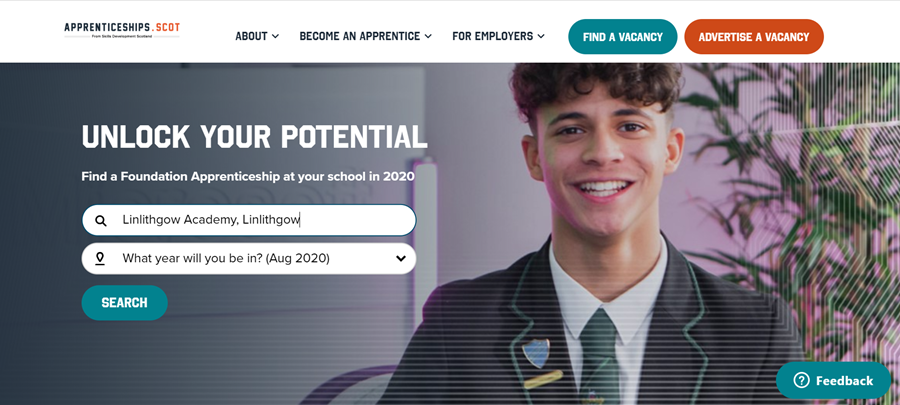 APPRENTICESHIPS.SCOT
From Skills Development Scotland
ABOUT
BECOME AN APPRENTICE
FOR EMPLOYERS
FIND A VACANCY
ADVERTISE A VACANCY
UNLOCK YOUR POTENTIAL
Find a Foundation Apprenticeship at your school in 2020
Linlithgow Academy, Linlithgow
What year will you be in? (Aug 2020)
SEARCH
Feedback